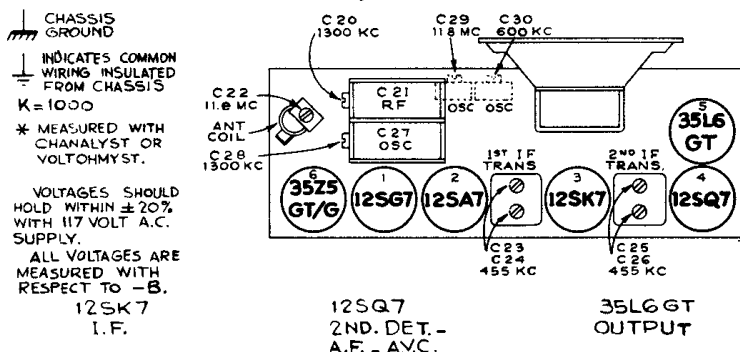 CHASSIS
GROUND
INDICATES COMMON
WIRING INSULATED
FROM CHASSIS
K=1000
* MEASURED WITH
CHANALYST OR
VOLTOHMYST.
VOLTAGES SHOULD
HOLD WITHIN ±20%
WITH 117 VOLT A.C.
SUPPLY.
ALL VOLTAGES ARE
MEASURED WITH
RESPECT TO -B.
C20
1300 KC
C29
11.8 MC
C30
600 KC
C22
11.8 MC
ANT
COIL
C28
1300 KC
C21
RF
C27
OSC
OSC
OSC
5
35L6
GT
6
35Z5
GT/G
1
12SG7
2
12SA7
1ST IF
TRANS.
3
12SK7
2ND IF
TRANS.
4
12SQ7
C23
C24
455 KC
C25
C26
455 KC
12SK7
I.F.
12SQ7
2ND. DET.-
A.F. - AVC.
35L6GT
OUTPUT